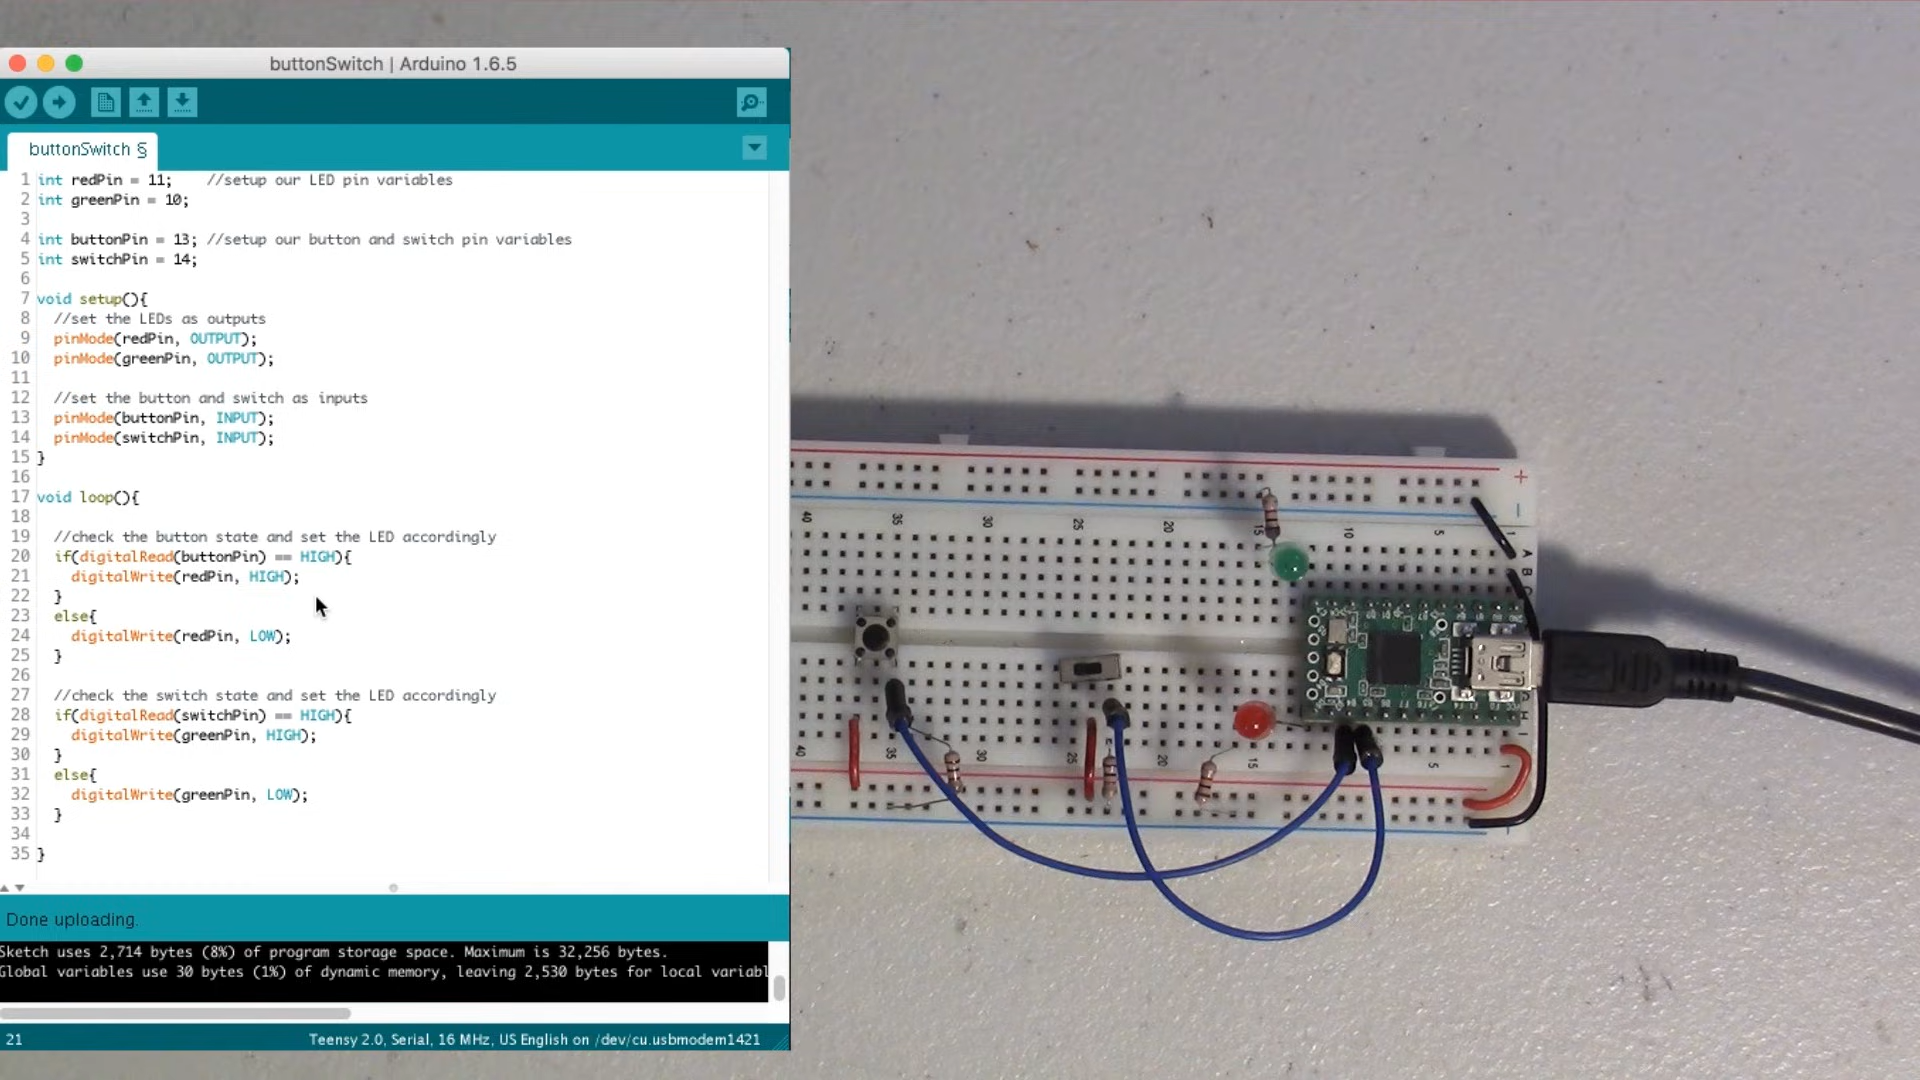 buttonSwitch | Arduino 1.6.5
buttonSwitch §
1 int redPin = 11; //setup our LED pin variables
2 int greenPin = 10;
3
4 int buttonPin = 13; //setup our button and switch pin variables
5 int switchPin = 14;
6
7 void setup(){
8 //set the LEDs as outputs
9 pinMode(redPin, OUTPUT);
10 pinMode(greenPin, OUTPUT);
11
12 //set the button and switch as inputs
13 pinMode(buttonPin, INPUT);
14 pinMode(switchPin, INPUT);
15 }
16
17 void loop(){
18
19 //check the button state and set the LED accordingly
20 if(digitalRead(buttonPin) == HIGH){
21 digitalWrite(redPin, HIGH);
22 }
23 else{
24 digitalWrite(redPin, LOW);
25 }
26
27 //check the switch state and set the LED accordingly
28 if(digitalRead(switchPin) == HIGH){
29 digitalWrite(greenPin, HIGH);
30 }
31 else{
32 digitalWrite(greenPin, LOW);
33 }
34
35 }
Done uploading.
Sketch uses 2,714 bytes (8%) of program storage space. Maximum is 32,256 bytes.
Global variables use 30 bytes (1%) of dynamic memory, leaving 2,530 bytes for local variabl
21
Teensy 2.0, Serial, 16 MHz, US English on /dev/cu.usbmodem1421
+
-
40 35 30 25 20 15 10 5 1
A
B
40 35 30 25 20 15 5 1